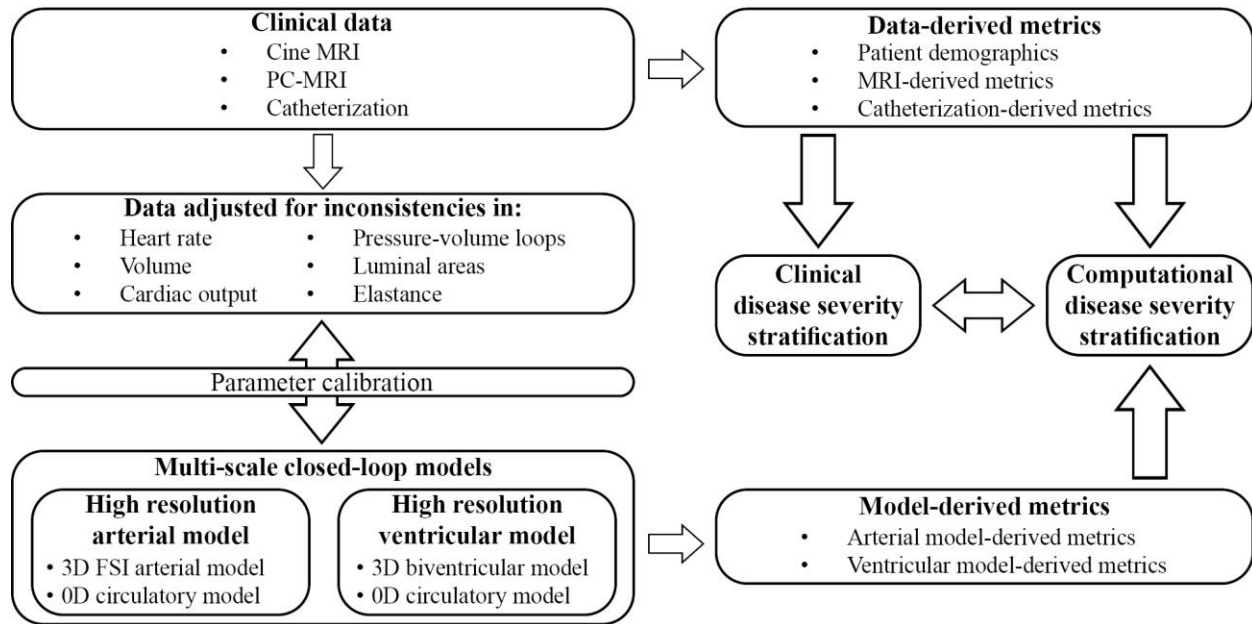 Clinical data
• Cine MRI
• PC-MRI
• Catheterization
Data-derived metrics
• Patient demographics
• MRI-derived metrics
• Catheterization-derived metrics
Data adjusted for inconsistencies in:
• Heart rate
• Volume
• Cardiac output
• Pressure-volume loops
• Luminal areas
• Elastance
Clinical
disease severity
stratification
Computational
disease severity
stratification
Parameter calibration
Multi-scale closed-loop models
High resolution
arterial model
• 3D FSI arterial model
• 0D circulatory model
High resolution
ventricular model
• 3D biventricular model
• 0D circulatory model
Model-derived metrics
• Arterial model-derived metrics
• Ventricular model-derived metrics